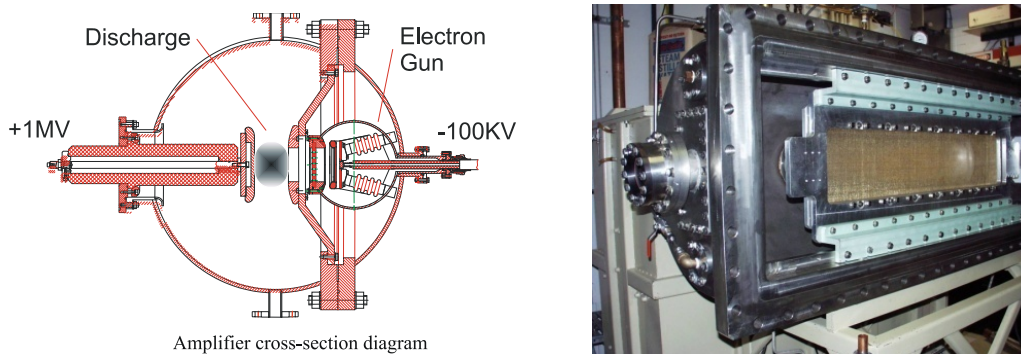 Discharge
Electron
Gun
+1MV
-100KV
Amplifier cross-section diagram